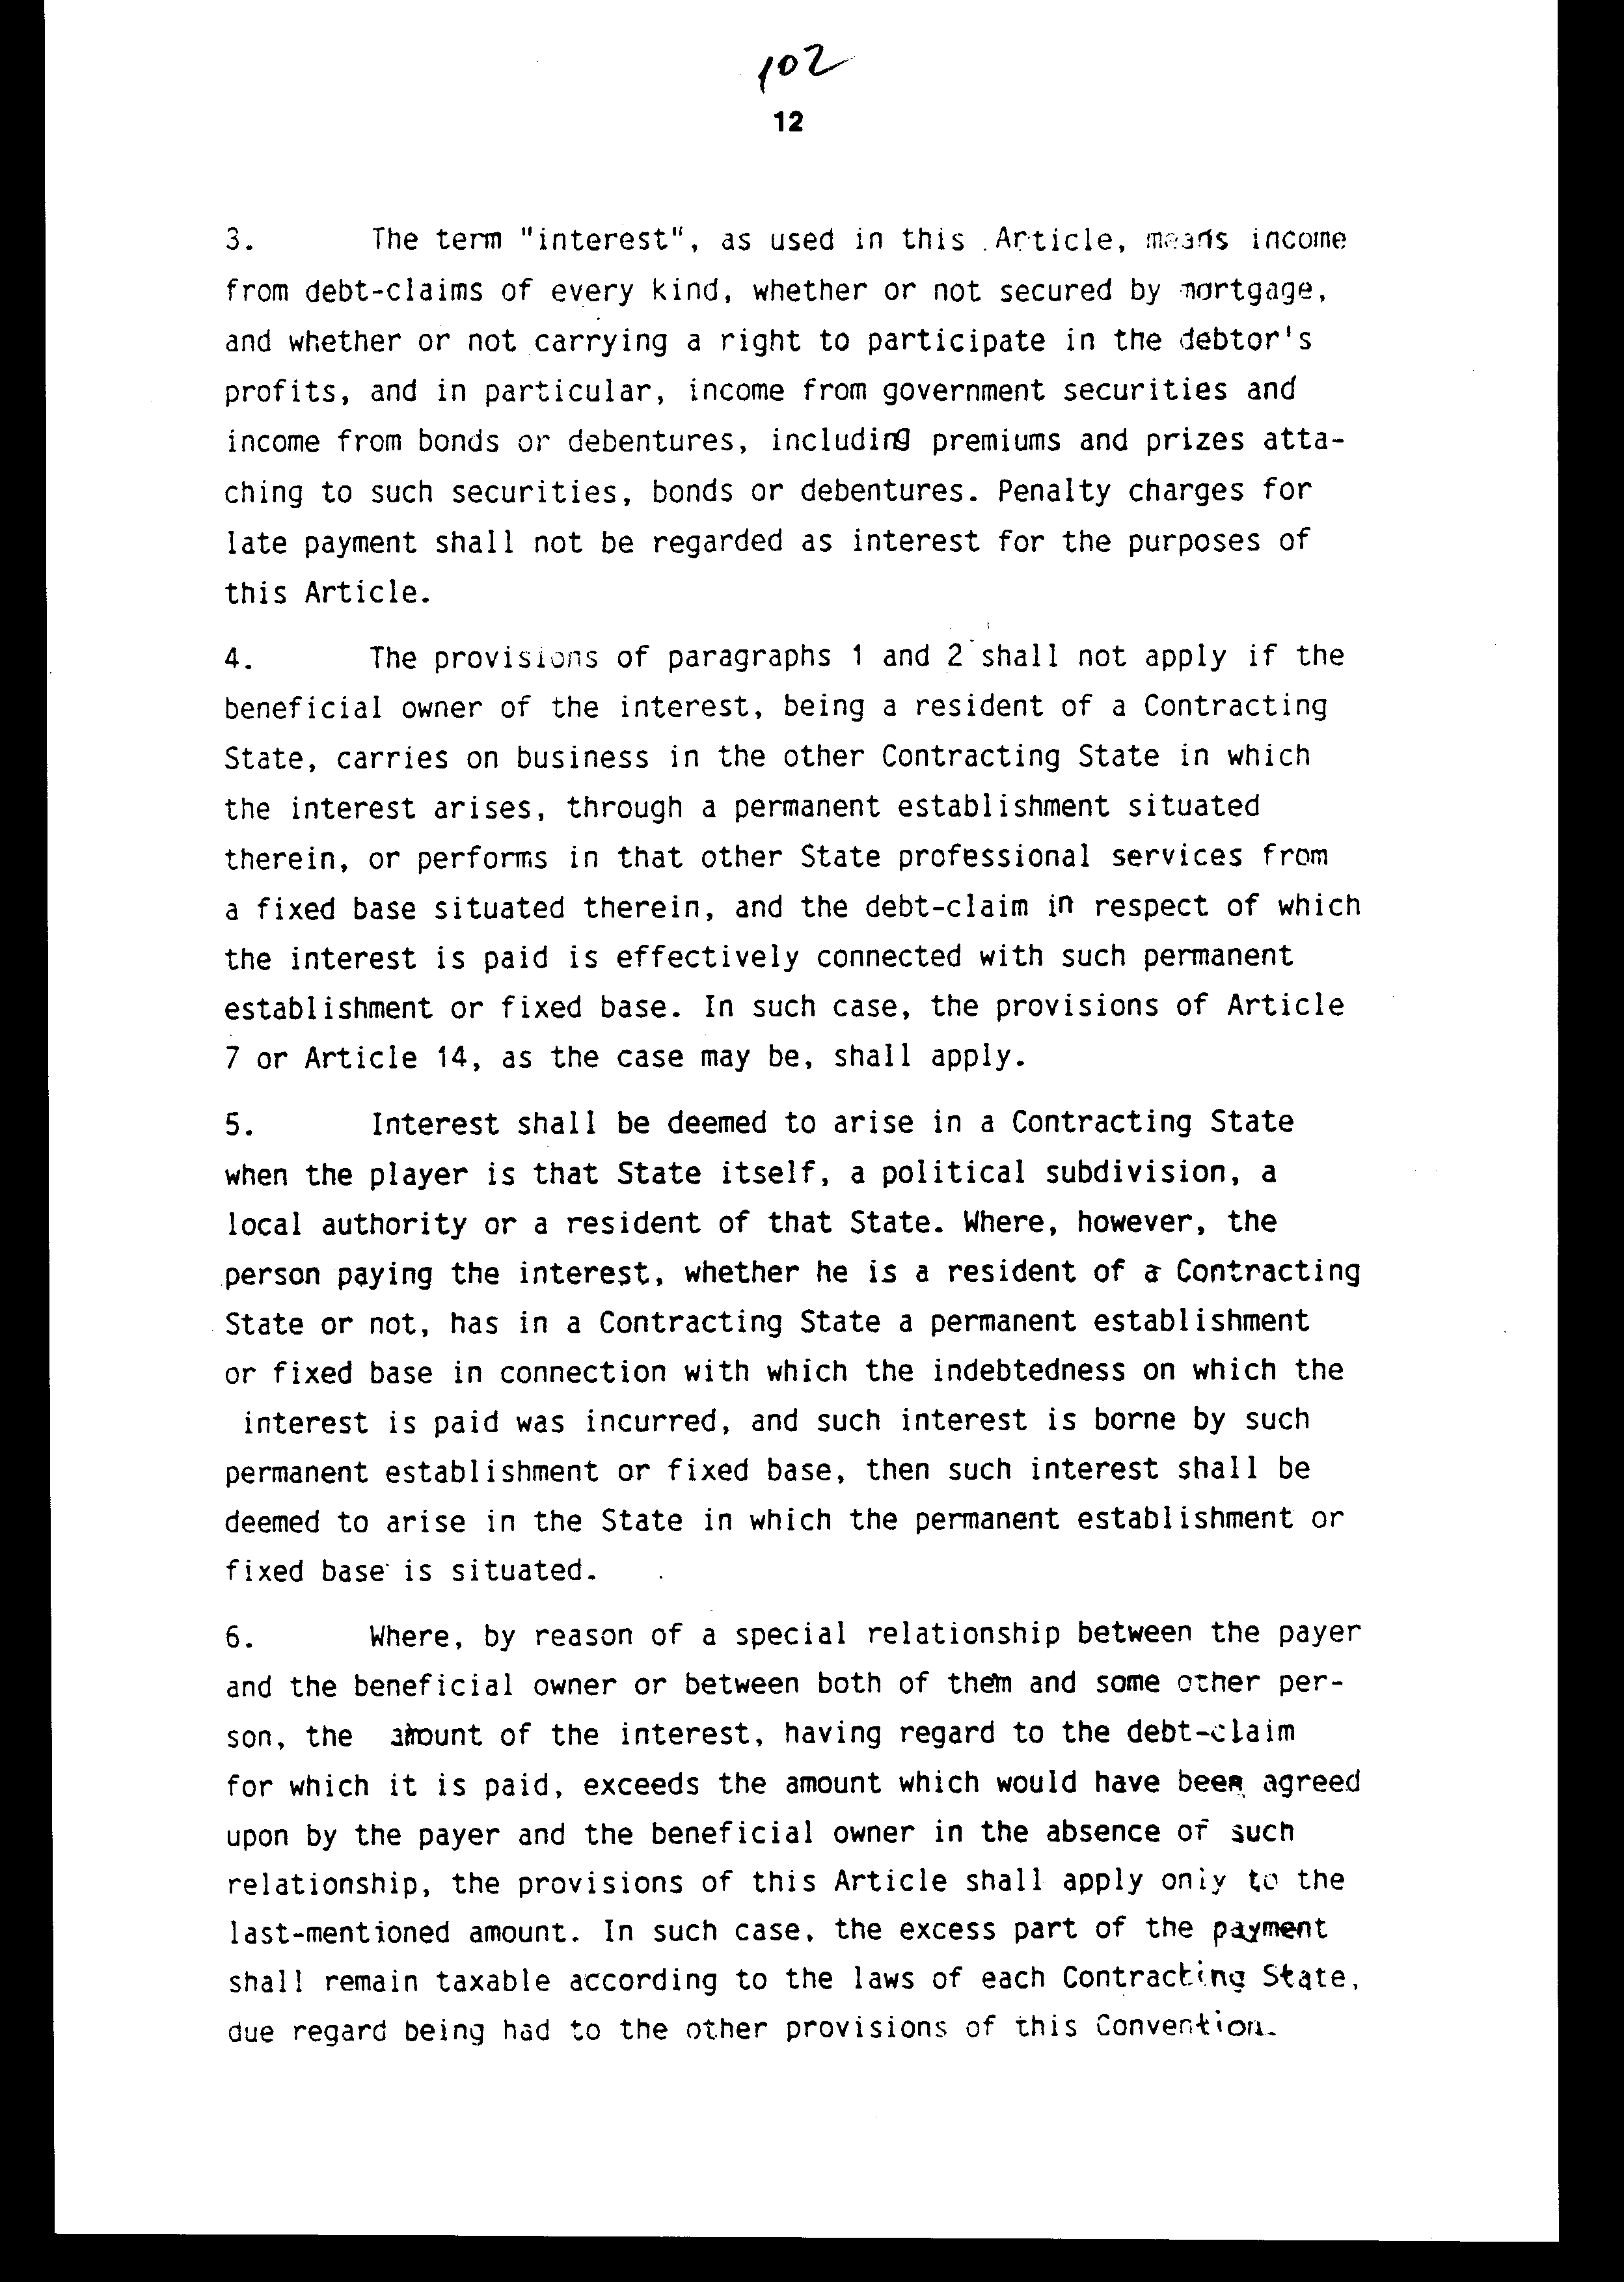 102
12
3. The term "interest", as used in this Article, means income
from debt-claims of every kind, whether or not secured by mortgage,
and whether or not carrying a right to participate in the debtor's
profits, and in particular, income from government securities and
income from bonds or debentures, including premiums and prizes atta-
ching to such securities, bonds or debentures. Penalty charges for
late payment shall not be regarded as interest for the purposes of
this Article.
4. The provisions of paragraphs 1 and 2 shall not apply if the
beneficial owner of the interest, being a resident of a Contracting
State, carries on business in the other Contracting State in which
the interest arises, through a permanent establishment situated
therein, or performs in that other State professional services from
a fixed base situated therein, and the debt-claim in respect of which
the interest is paid is effectively connected with such permanent
establishment or fixed base. In such case, the provisions of Article
7 or Article 14, as the case may be, shall apply.
5. Interest shall be deemed to arise in a Contracting State
when the player is that State itself, a political subdivision, a
local authority or a resident of that State. Where, however, the
person paying the interest, whether he is a resident of a Contracting
State or not, has in a Contracting State a permanent establishment
or fixed base in connection with which the indebtedness on which the
interest is paid was incurred, and such interest is borne by such
permanent establishment or fixed base, then such interest shall be
deemed to arise in the State in which the permanent establishment or
fixed base is situated.
6. Where, by reason of a special relationship between the payer
and the beneficial owner or between both of them and some other per-
son, the amount of the interest, having regard to the debt-claim
for which it is paid, exceeds the amount which would have been agreed
upon by the payer and the beneficial owner in the absence of such
relationship, the provisions of this Article shall apply only to the
last-mentioned amount. In such case, the excess part of the payment
shall remain taxable according to the laws of each Contracting State,
due regard being had to the other provisions of this Convention.